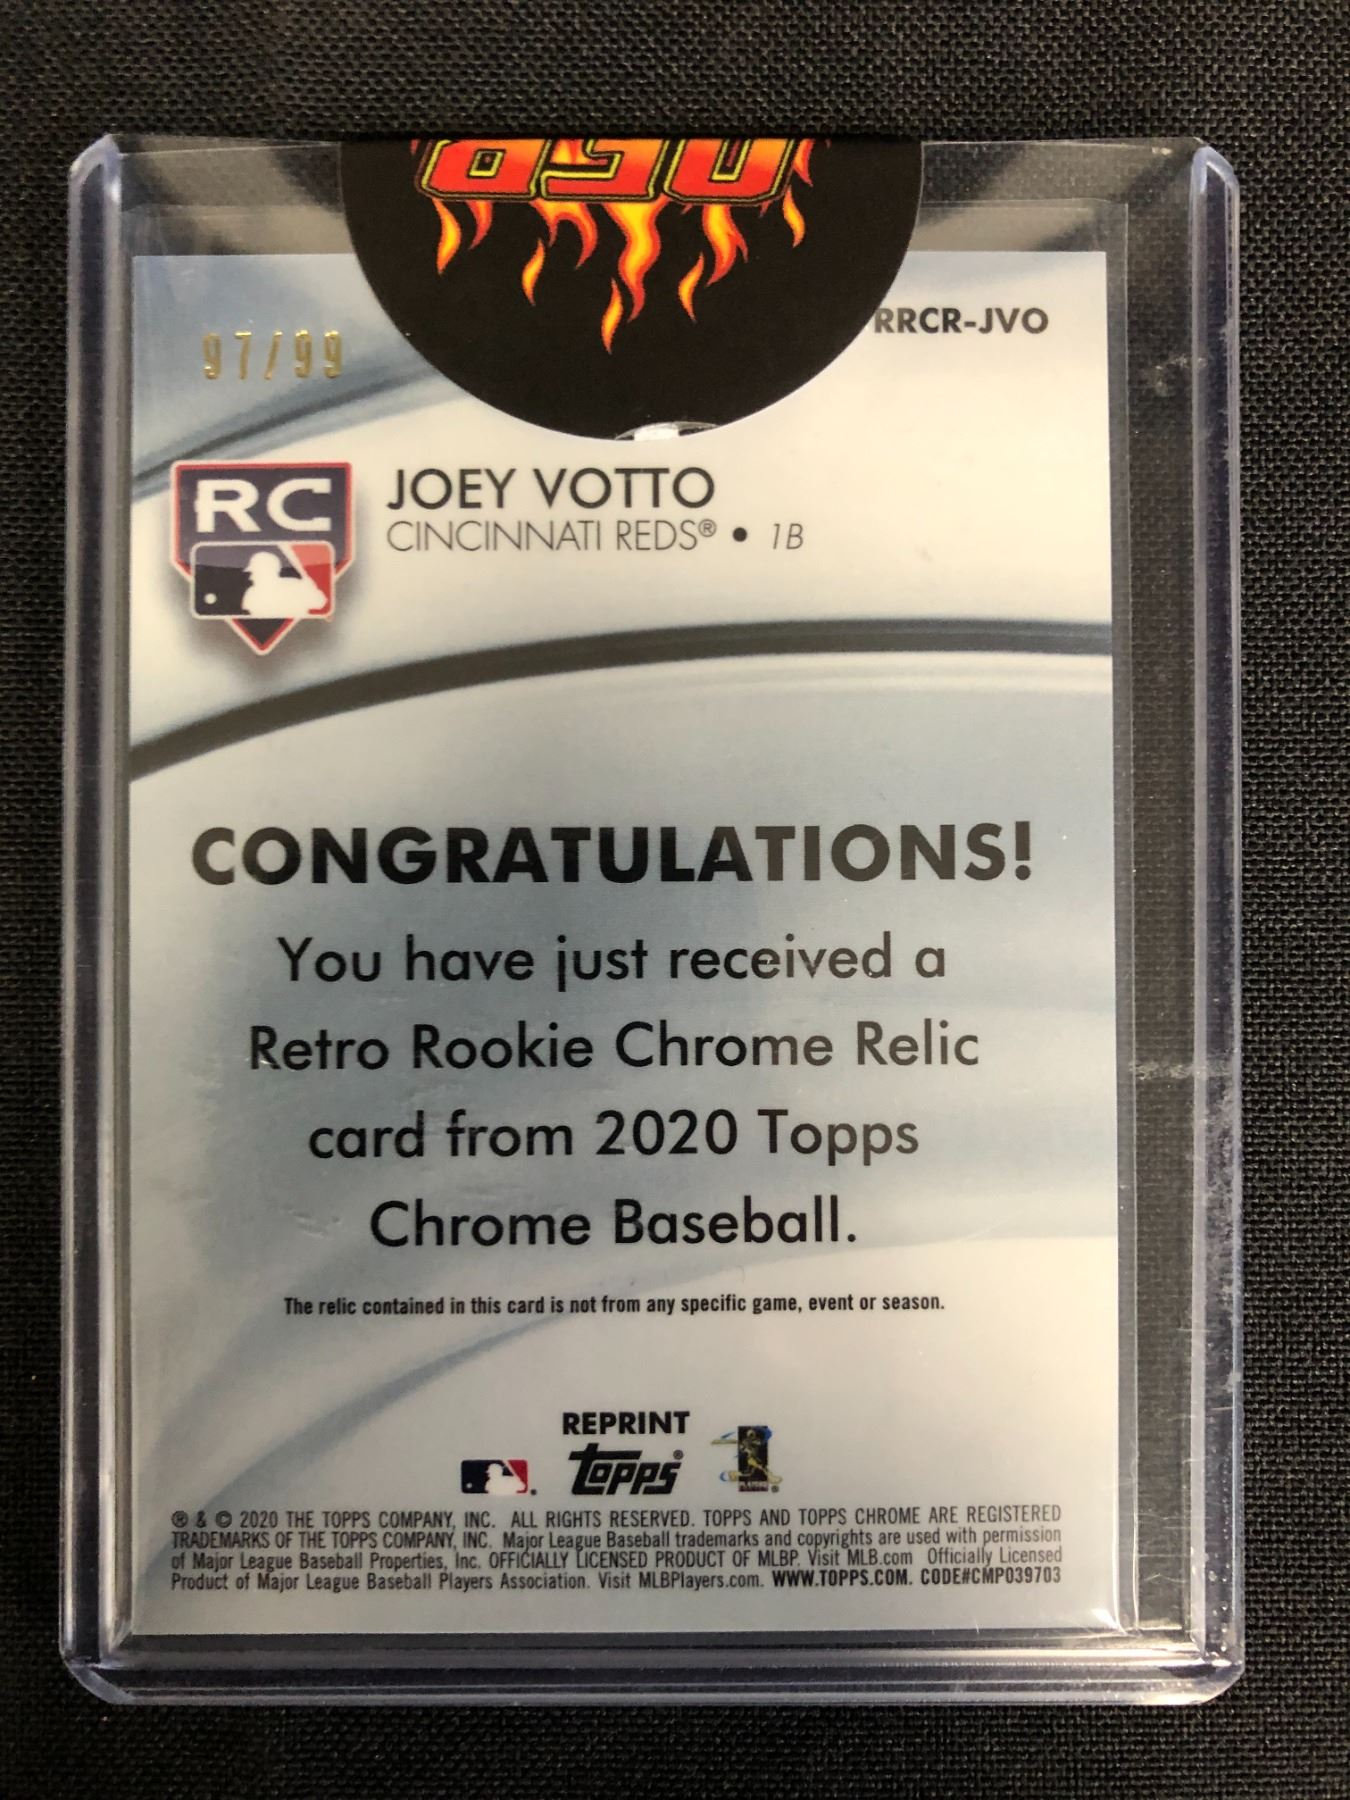 97/99
RRCR-JVO
RC
JOEY VOTTO
CINCINNATI REDS® • 1B
CONGRATULATIONS!
You have just received a
Retro Rookie Chrome Relic
card from 2020 Topps
Chrome Baseball.
The relic contained in this card is not from any specific game, event or season.
REPRINT
topps®
® & © 2020 THE TOPPS COMPANY, INC. ALL RIGHTS RESERVED. TOPPS AND TOPPS CHROME ARE REGISTERED
TRADEMARKS OF THE TOPPS COMPANY, INC. Major League Baseball trademarks and copyrights are used with permission
of Major League Baseball Properties, Inc. OFFICIALLY LICENSED PRODUCT OF MLBP. Visit MLB.com Officially Licensed
Product of Major League Baseball Players Association. Visit MLBPlayers.com. WWW.TOPPS.COM. CODE#CMP039703